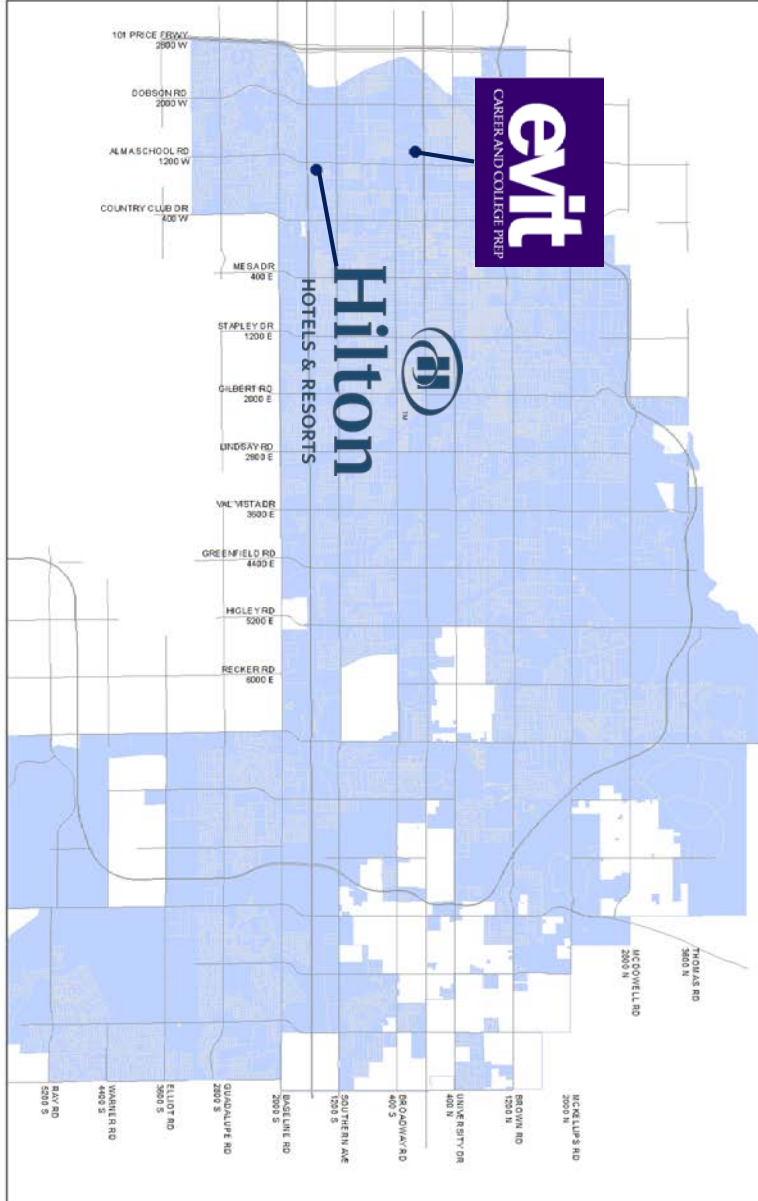 101 PRICE FRWY
2800 W
DOBSON RD
2000 W
ALMA SCHOOL RD
1200 W
COUNTRY CLUB DR
400 W
MESA DR
400 E
STAPLEY DR
1200 E
GILBERT RD
2000 E
LINDSAY RD
2800 E
VAL VISTA DR
3600 E
GREENFIELD RD
4400 E
HIGLEY RD
5200 E
RECKER RD
6000 E
evit
CAREER AND COLLEGE PREP
Hilton
HOTELS & RESORTS
TM
THOMAS RD
3600 N
MCDOWELL RD
2800 N
MCKELLIPS RD
2000 N
BROWN RD
1200 N
UNIVERSITY DR
400 N
BROADWAY RD
400 S
SOUTHERN AVE
1200 S
BASELINE RD
2000 S
GUADALUPE RD
2800 S
ELLIOT RD
3600 S
WARNER RD
4400 S
RAY RD
5200 S